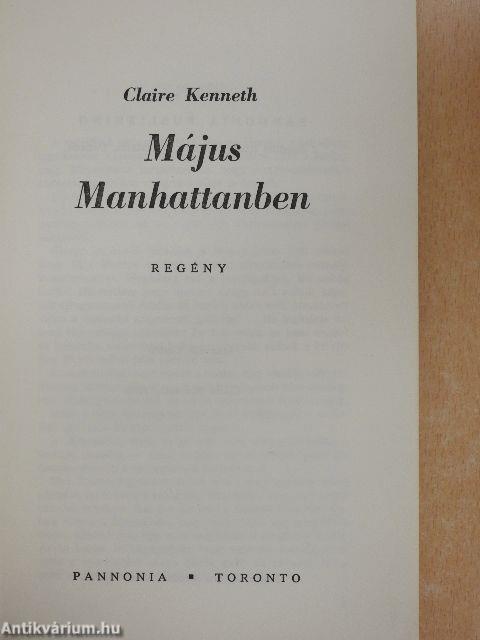 Claire Kenneth
Május
Manhattanben
REGÉNY
PANNONIA ▪ TORONTO
Antikvárium.hu